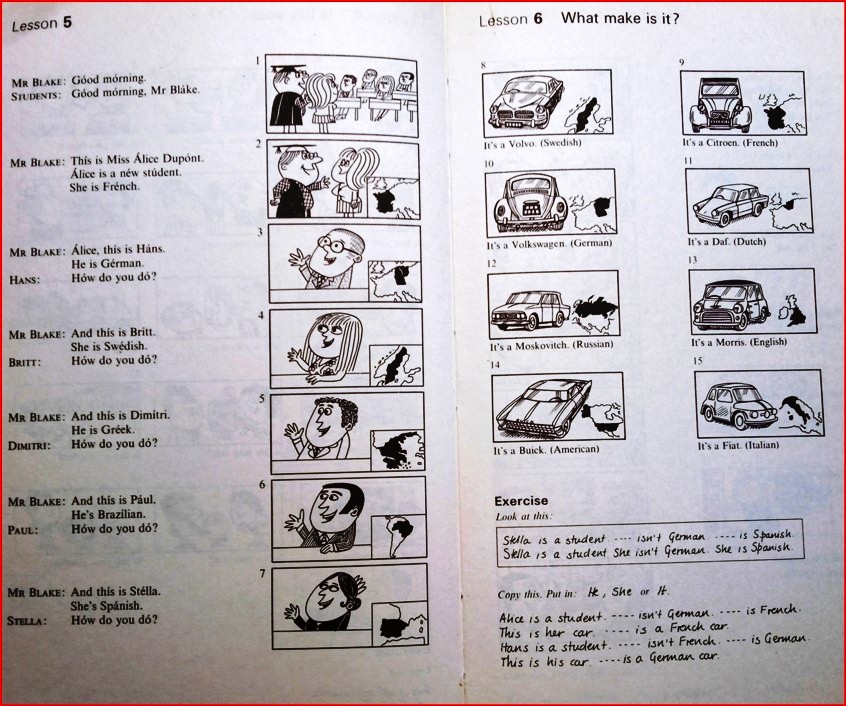 Lesson 5
1
MR BLAKE: Góod mórning.
STUDENTS: Góod mórning, Mr Bláke.
2
MR BLAKE: This is Miss Álice Dupónt.
Álice is a néw stúdent.
She is Frénch.
3
MR BLAKE: Álice, this is Háns.
He is Gérman.
HANS: Hów do you dó?
4
MR BLAKE: And this is Britt.
She is Swédish.
BRITT: Hów do you dó?
5
MR BLAKE: And this is Dimítri.
He is Gréek.
DIMITRI: Hów do you dó?
6
MR BLAKE: And this is Pául.
He's Brazílian.
PAUL: Hów do you dó?
7
MR BLAKE: And this is Stélla.
She's Spánish.
STELLA: Hów do you dó?
Lesson 6 What make is it?
8
It's a Volvo. (Swedish)
9
It's a Citroen. (French)
10
It's a Volkswagen. (German)
11
It's a Daf. (Dutch)
12
It's a Moskovitch. (Russian)
13
It's a Morris. (English)
14
It's a Buick. (American)
15
It's a Fiat. (Italian)
Exercise
Look at this:
Stella is a student ---- isn't German ---- is Spanish.
Stella is a student She isn't German. She is Spanish.
Copy this. Put in: He, She or It.
Alice is a student. ---- isn't German. ---- is French.
This is her car. ---- is a French car.
Hans is a student. ---- isn't French. ---- is German.
This is his car. ---- is a German car.